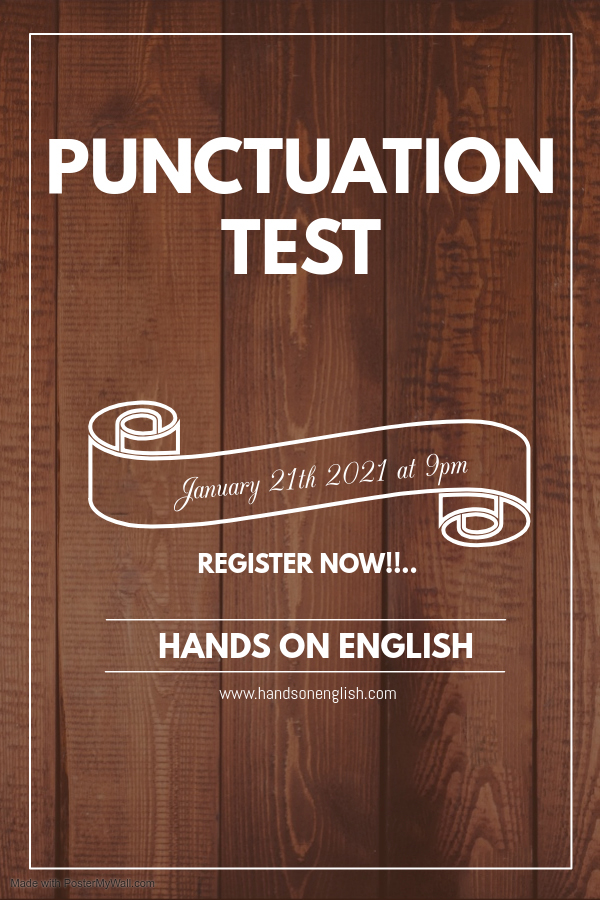 PUNCTUATION
TEST
January 21th 2021 at 9pm
REGISTER NOW!!..
HANDS ON ENGLISH
www.handsonenglish.com
Made with PosterMyWall.com